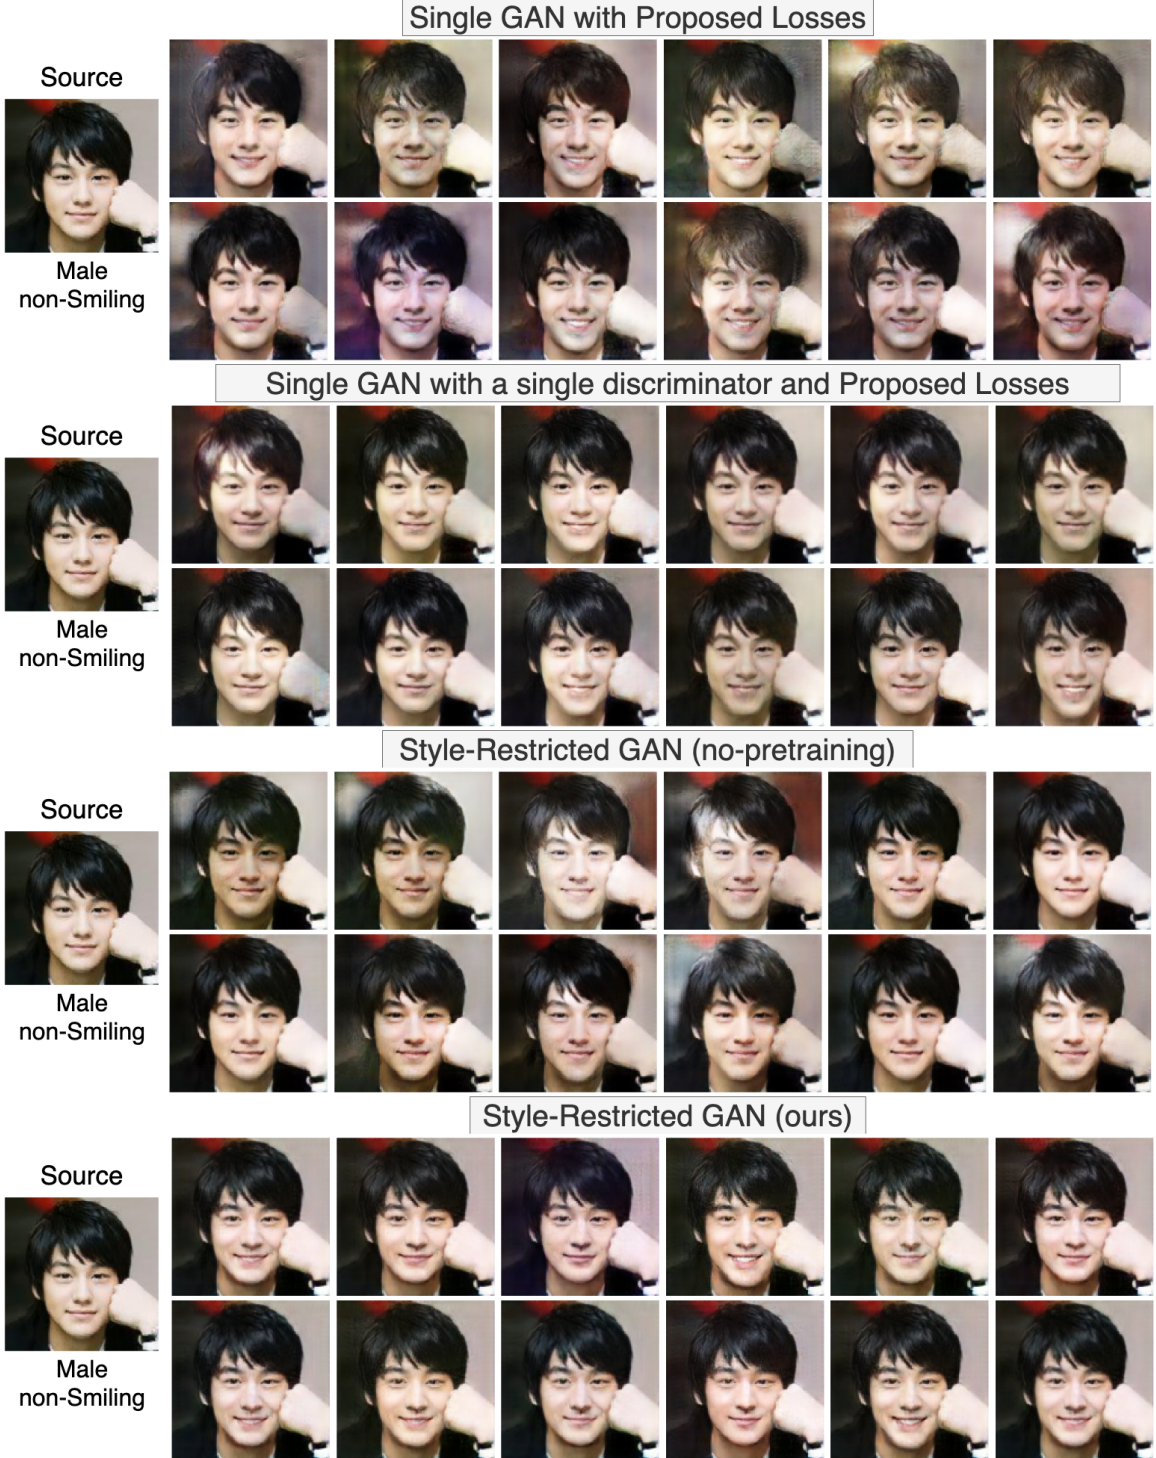 Single GAN with Proposed Losses
Source
Male
non-Smiling
Single GAN with a single discriminator and Proposed Losses
Source
Male
non-Smiling
Style-Restricted GAN (no-pretraining)
Source
Male
non-Smiling
Style-Restricted GAN (ours)
Source
Male
non-Smiling